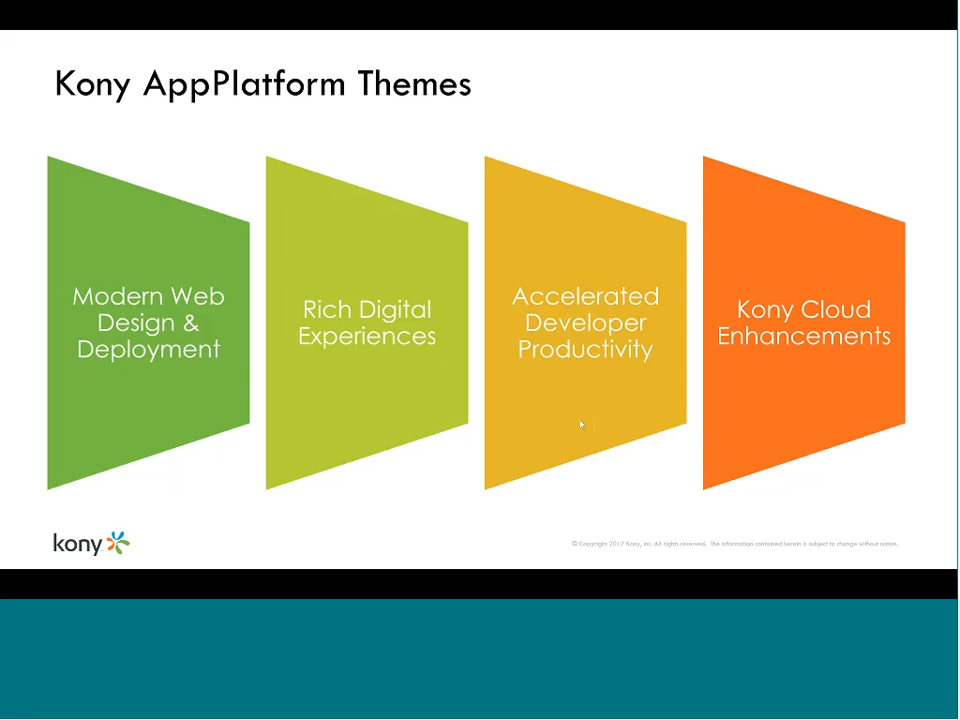 Kony AppPlatform Themes
Modern Web
Design &
Deployment
Rich Digital
Experiences
Accelerated
Developer
Productivity
Kony Cloud
Enhancements
kony
© Copyright 2017 Kony, Inc. All rights reserved. The information contained herein is subject to change without notice.